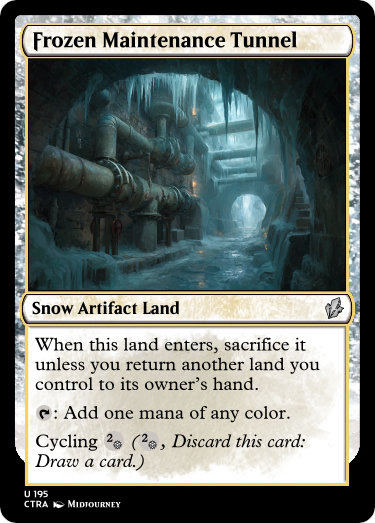 Frozen Maintenance Tunnel
Snow Artifact Land
When this land enters, sacrifice it
unless you return another land you
control to its owner's hand.
: Add one mana of any color.
Cycling 2 (2, Discard this card:
Draw a card.)
U 195
CTRA Midjourney